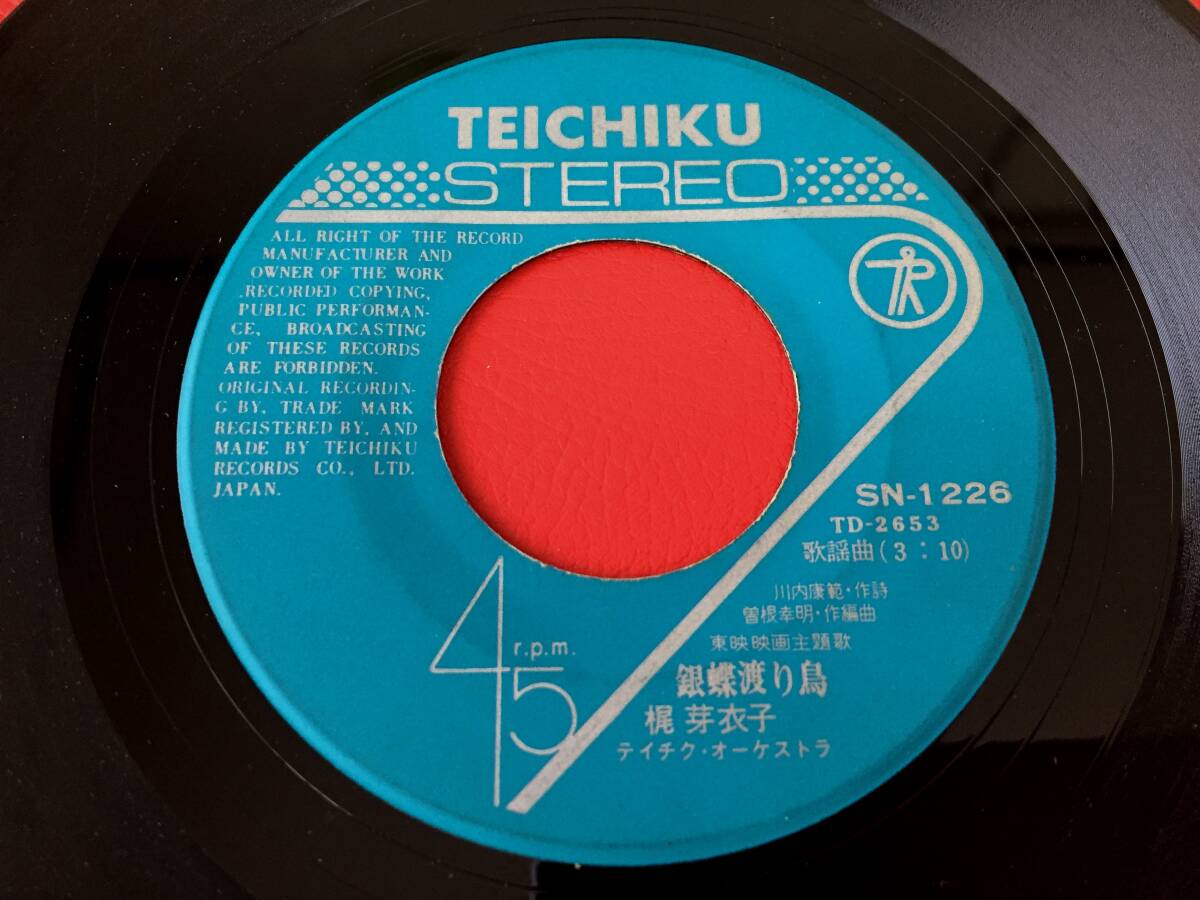 TEICHIKU
STEREO
ALL RIGHT OF THE RECORD
MANUFACTURER AND
OWNER OF THE WORK
RECORDED COPYING,
PUBLIC PERFORMAN-
CE, BROADCASTING
OF THESE RECORDS
ARE FORBIDDEN.
ORIGINAL RECORDIN-
G BY, TRADE MARK
REGISTERED BY, AND
MADE BY TEICHIKU
RECORDS CO., LTD.
JAPAN.
SN-1226
TD-2653
歌謡曲(3:10)
川内康範・作詩
曽根幸明・作編曲
東映映画主題歌
銀蝶渡り鳥
梶芽衣子
テイチク・オーケストラ
45 r.p.m.